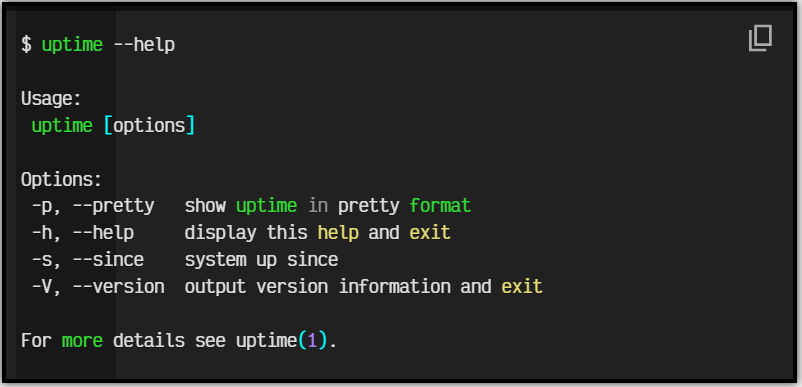 $ uptime --help
Usage:
uptime [options]
Options:
-p, --pretty show uptime in pretty format
-h, --help display this help and exit
-s, --since system up since
-V, --version output version information and exit
For more details see uptime(1).